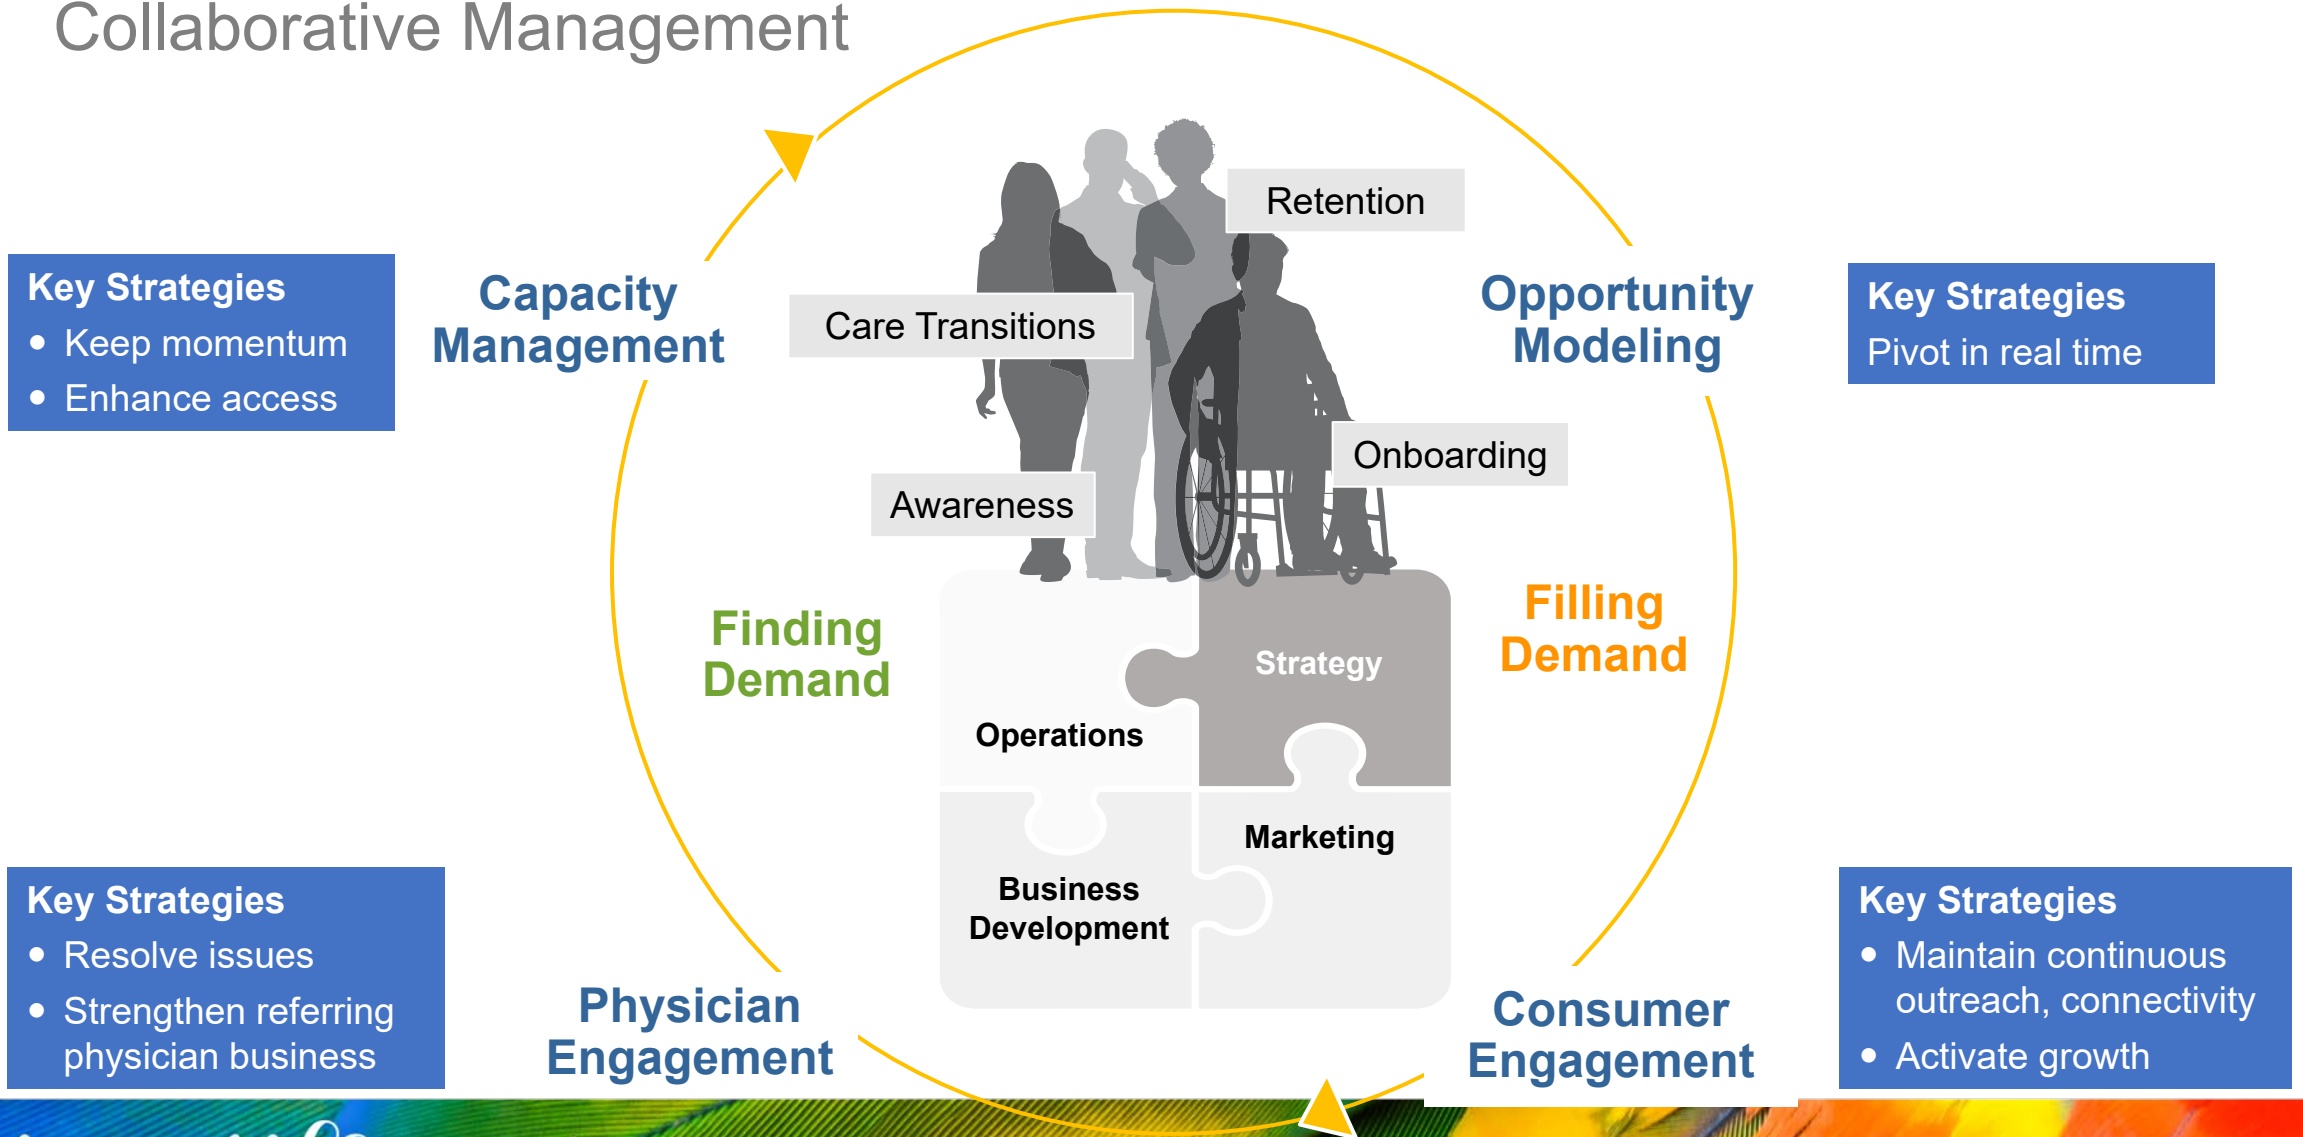 Collaborative Management
Retention
Key Strategies
• Keep momentum
• Enhance access
Capacity
Management
Care Transitions
Opportunity
Modeling
Key Strategies
Pivot in real time
Onboarding
Awareness
Finding
Demand
Filling
Demand
Strategy
Operations
Marketing
Business
Development
Key Strategies
• Resolve issues
• Strengthen referring
physician business
Physician
Engagement
Consumer
Engagement
Key Strategies
• Maintain continuous
outreach, connectivity
• Activate growth